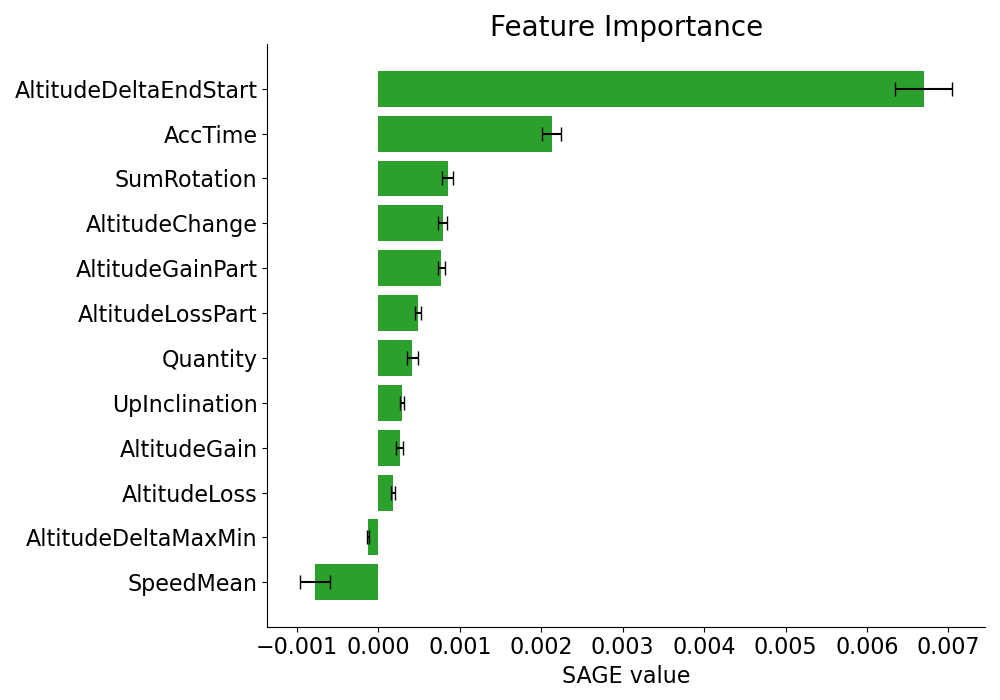 Feature Importance
AltitudeDeltaEndStart
AccTime
SumRotation
AltitudeChange
AltitudeGainPart
AltitudeLossPart
Quantity
UpInclination
AltitudeGain
AltitudeLoss
AltitudeDeltaMaxMin
SpeedMean
−0.001 0.000 0.001 0.002 0.003 0.004 0.005 0.006 0.007
SAGE value